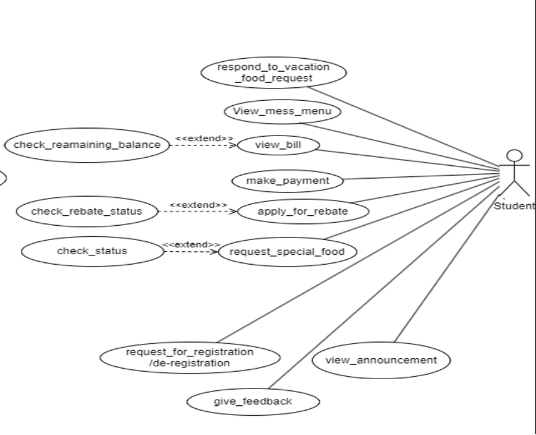 respond_to_vacation
_food_request
View_mess_menu
<<extend>>
check_reamaining_balance
view_bill
make_payment
Student
<<extend>>
check_rebate_status
apply_for_rebate
<<extend>>
check_status
request_special_food
request_for_registration
/de-registration
view_announcement
give_feedback